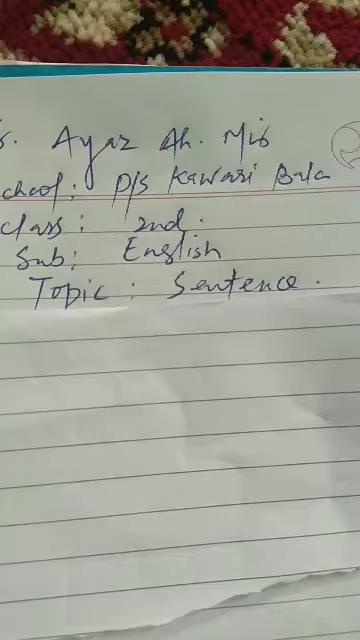 s. Ayaz Ah. Mir
chool: P/S Kawari Bala
class: 2nd.
Sub: English
Topic: Sentence.